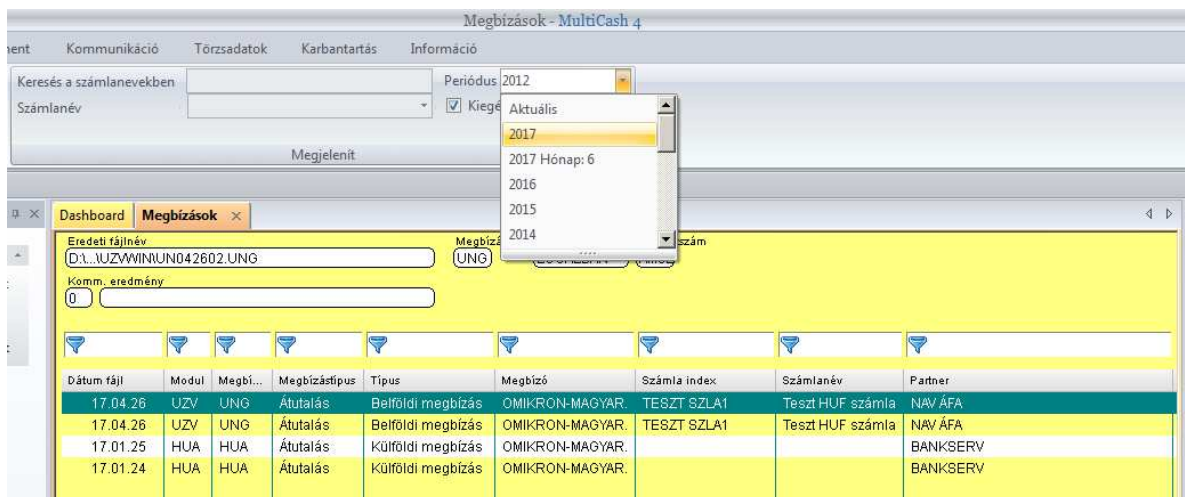 Megbízások - MultiCash 4
nent Kommunikáció Törzsadatok Karbantartás Információ
Keresés a számlanevekben Periódus 2012
Számlanév Kiegé
Aktuális
2017
2017 Hónap: 6
2016
2015
2014
Megjelenít
Dashboard Megbízások
Eredeti fájlnév Megbízá szám
D:\...\UZVWIN\UN042602.UNG UNG
Komm. eredmény
0
Dátum fájl Modul Megbí... Megbízástípus Típus Megbízó Számla index Számlanév Partner
17.04.26 UZV UNG Átutalás Belföldi megbízás OMIKRON-MAGYAR. TESZT SZLA1 Teszt HUF számla NAV ÁFA
17.04.26 UZV UNG Átutalás Belföldi megbízás OMIKRON-MAGYAR. TESZT SZLA1 Teszt HUF számla NAV ÁFA
17.01.25 HUA HUA Átutalás Külföldi megbízás OMIKRON-MAGYAR. BANKSERV
17.01.24 HUA HUA Átutalás Külföldi megbízás OMIKRON-MAGYAR. BANKSERV